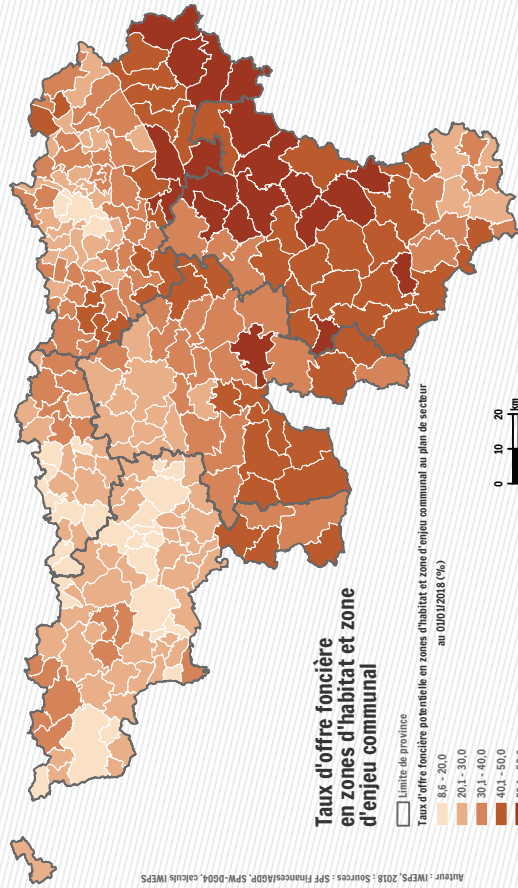 Taux d'offre foncière
en zones d'habitat et zone
d'enjeu communal
Limite de province
Taux d'offre foncière potentielle en zones d'habitat et zone d'enjeu communal au plan de secteur
au 01/01/2018 (%)
8,6 - 20,0
20,1 - 30,0
30,1 - 40,0
40,1 - 50,0
0 10 20
km
Auteur : IWEPS, 2018 ; Sources : SPF Finances/AGDP, SPW-DG04, calculs IWEPS